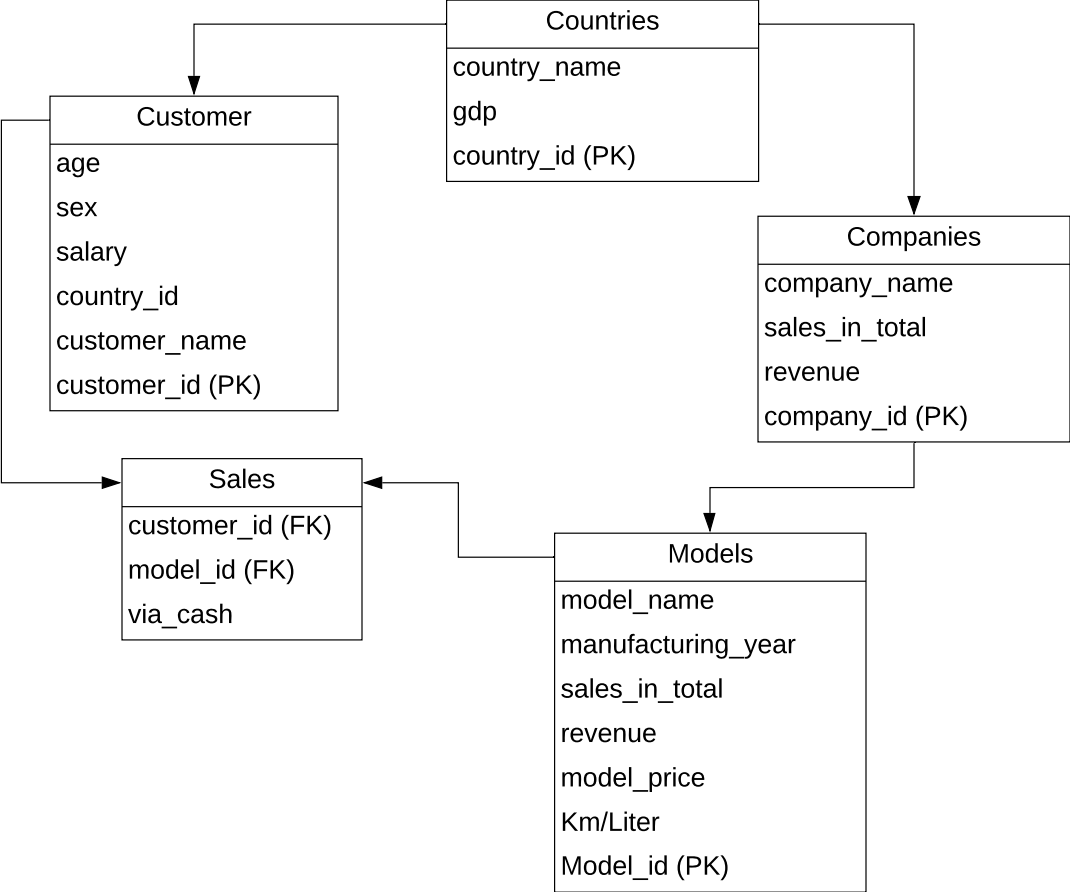 Countries
country_name
gdp
country_id (PK)
Customer
age
sex
salary
country_id
customer_name
customer_id (PK)
Companies
company_name
sales_in_total
revenue
company_id (PK)
Sales
customer_id (FK)
model_id (FK)
via_cash
Models
model_name
manufacturing_year
sales_in_total
revenue
model_price
Km/Liter
Model_id (PK)